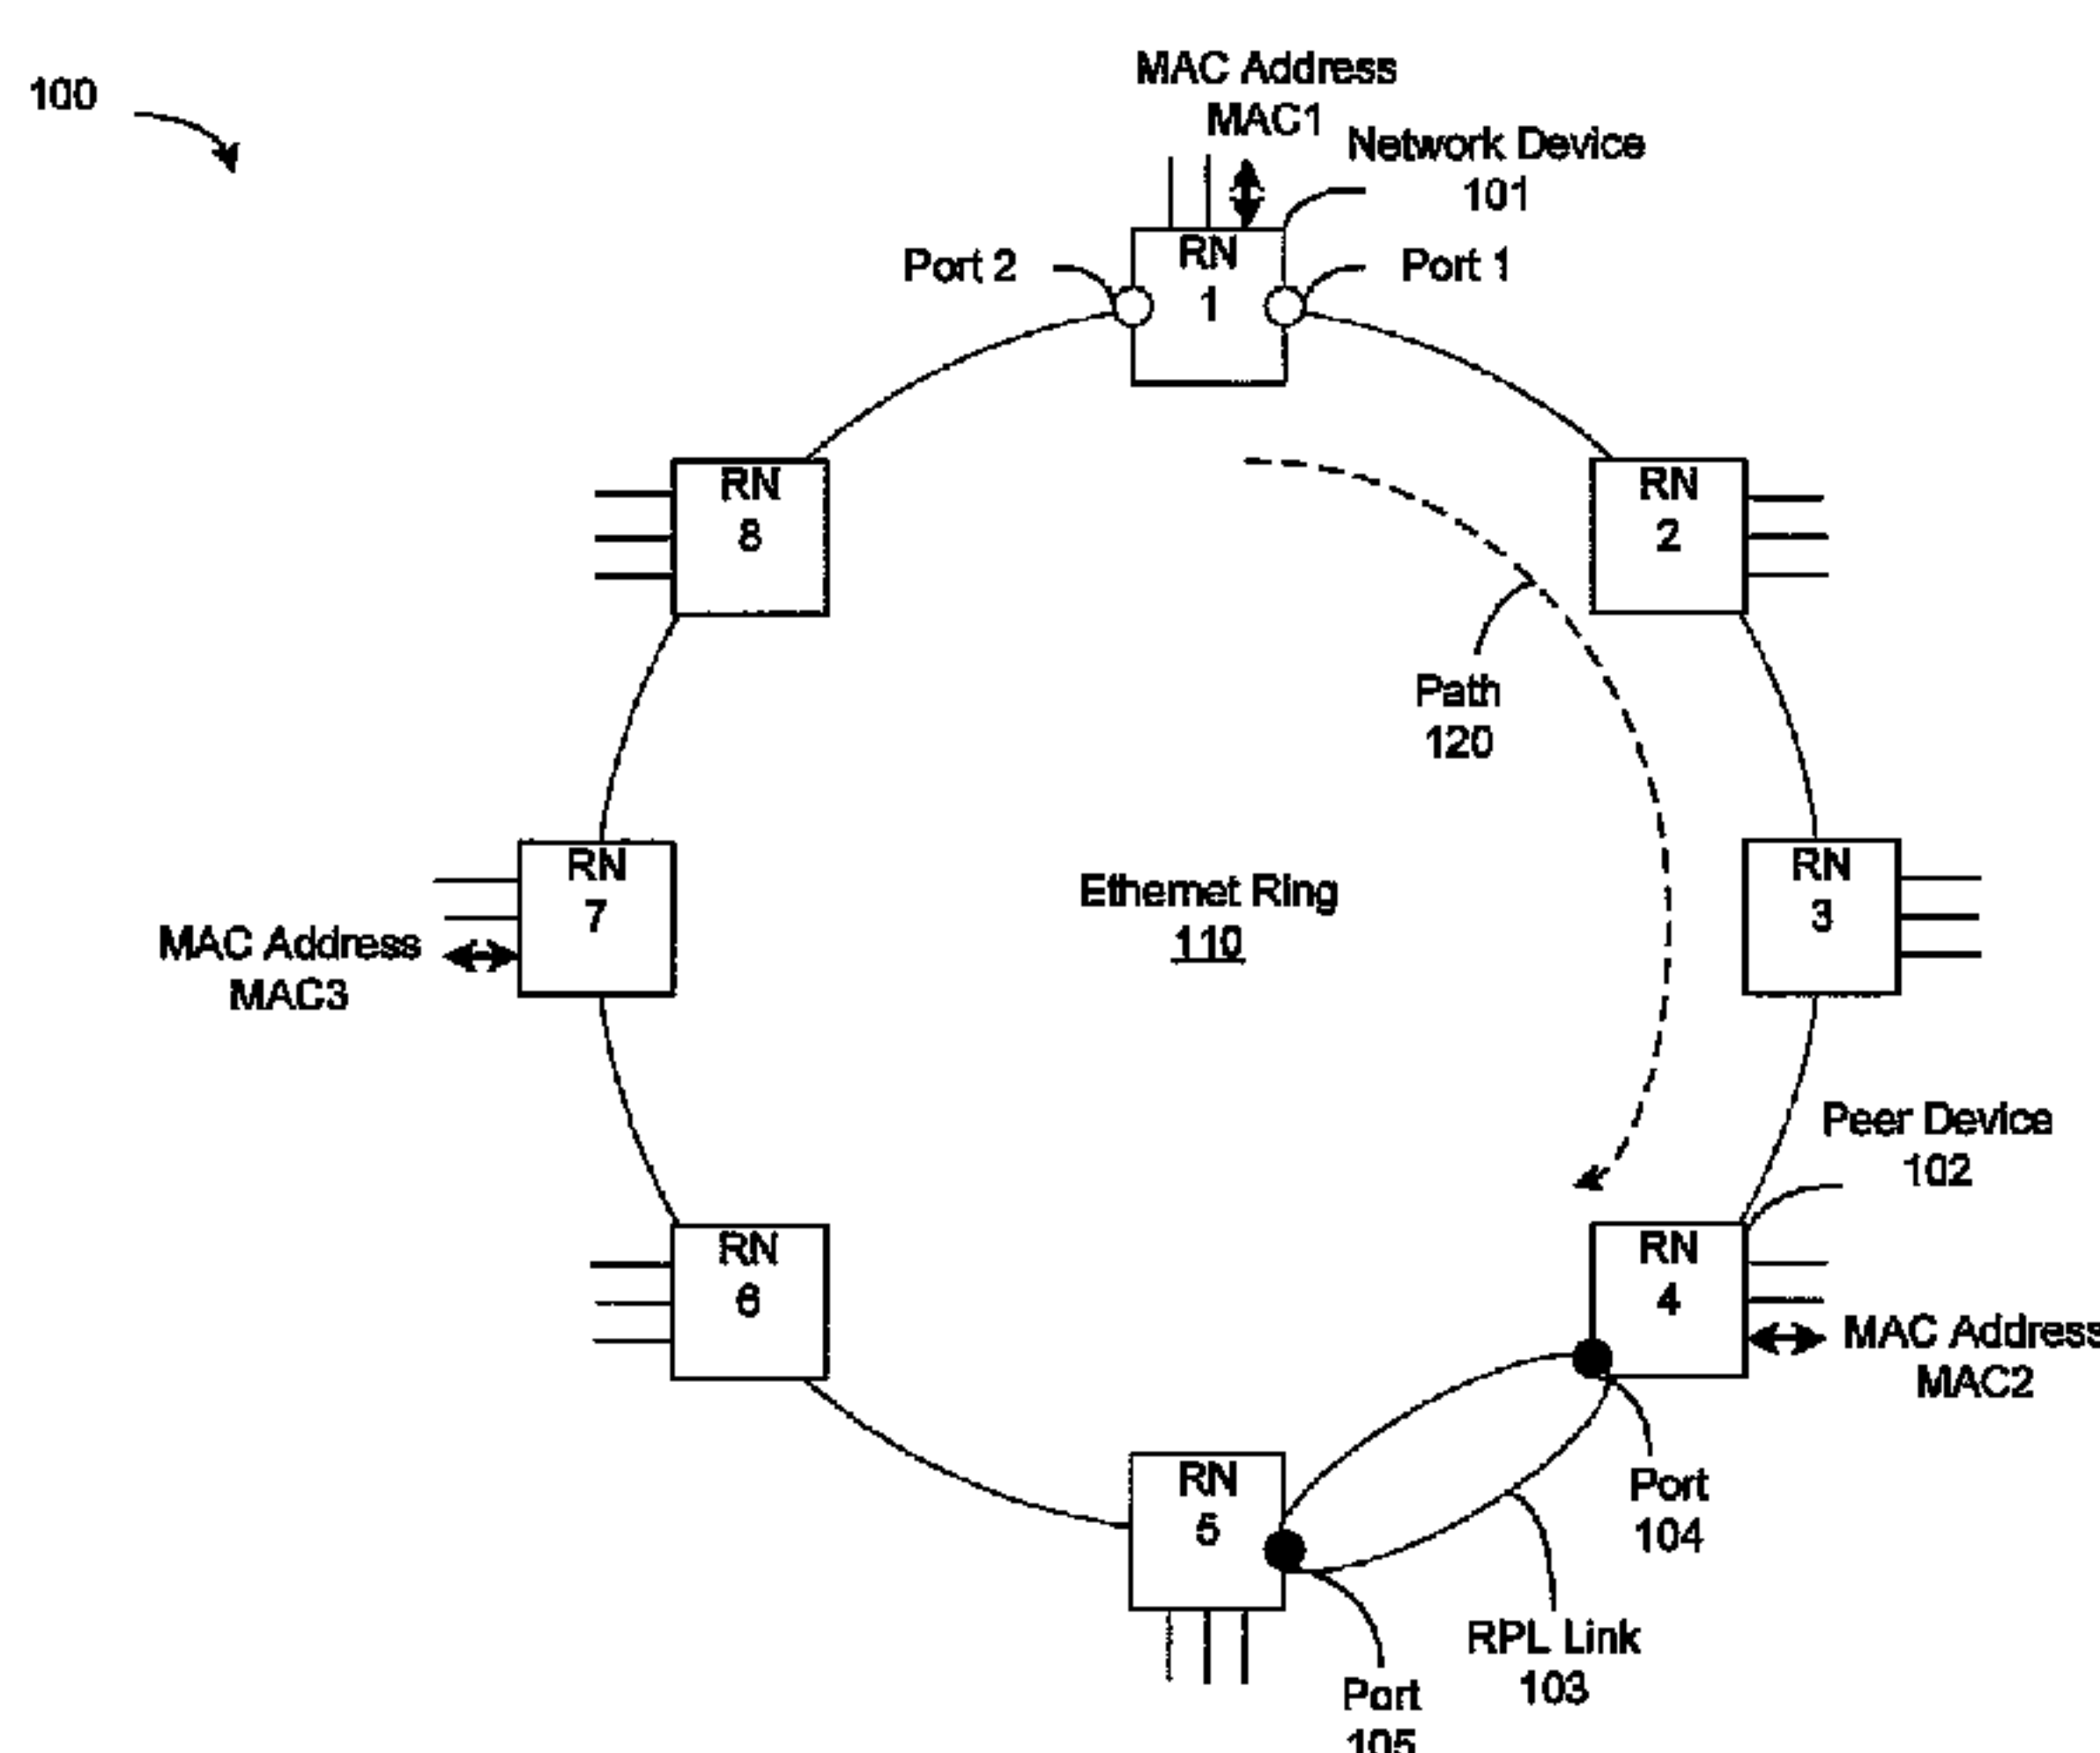 100
MAC Address
MAC1
Network Device
101
Port 2
RN
1
Port 1
RN
8
RN
2
Path
120
RN
7
Ethernet Ring
110
RN
3
MAC Address
MAC3
Peer Device
102
RN
6
RN
4
MAC Address
MAC2
RN
5
Port
104
RPL Link
103
Port
105